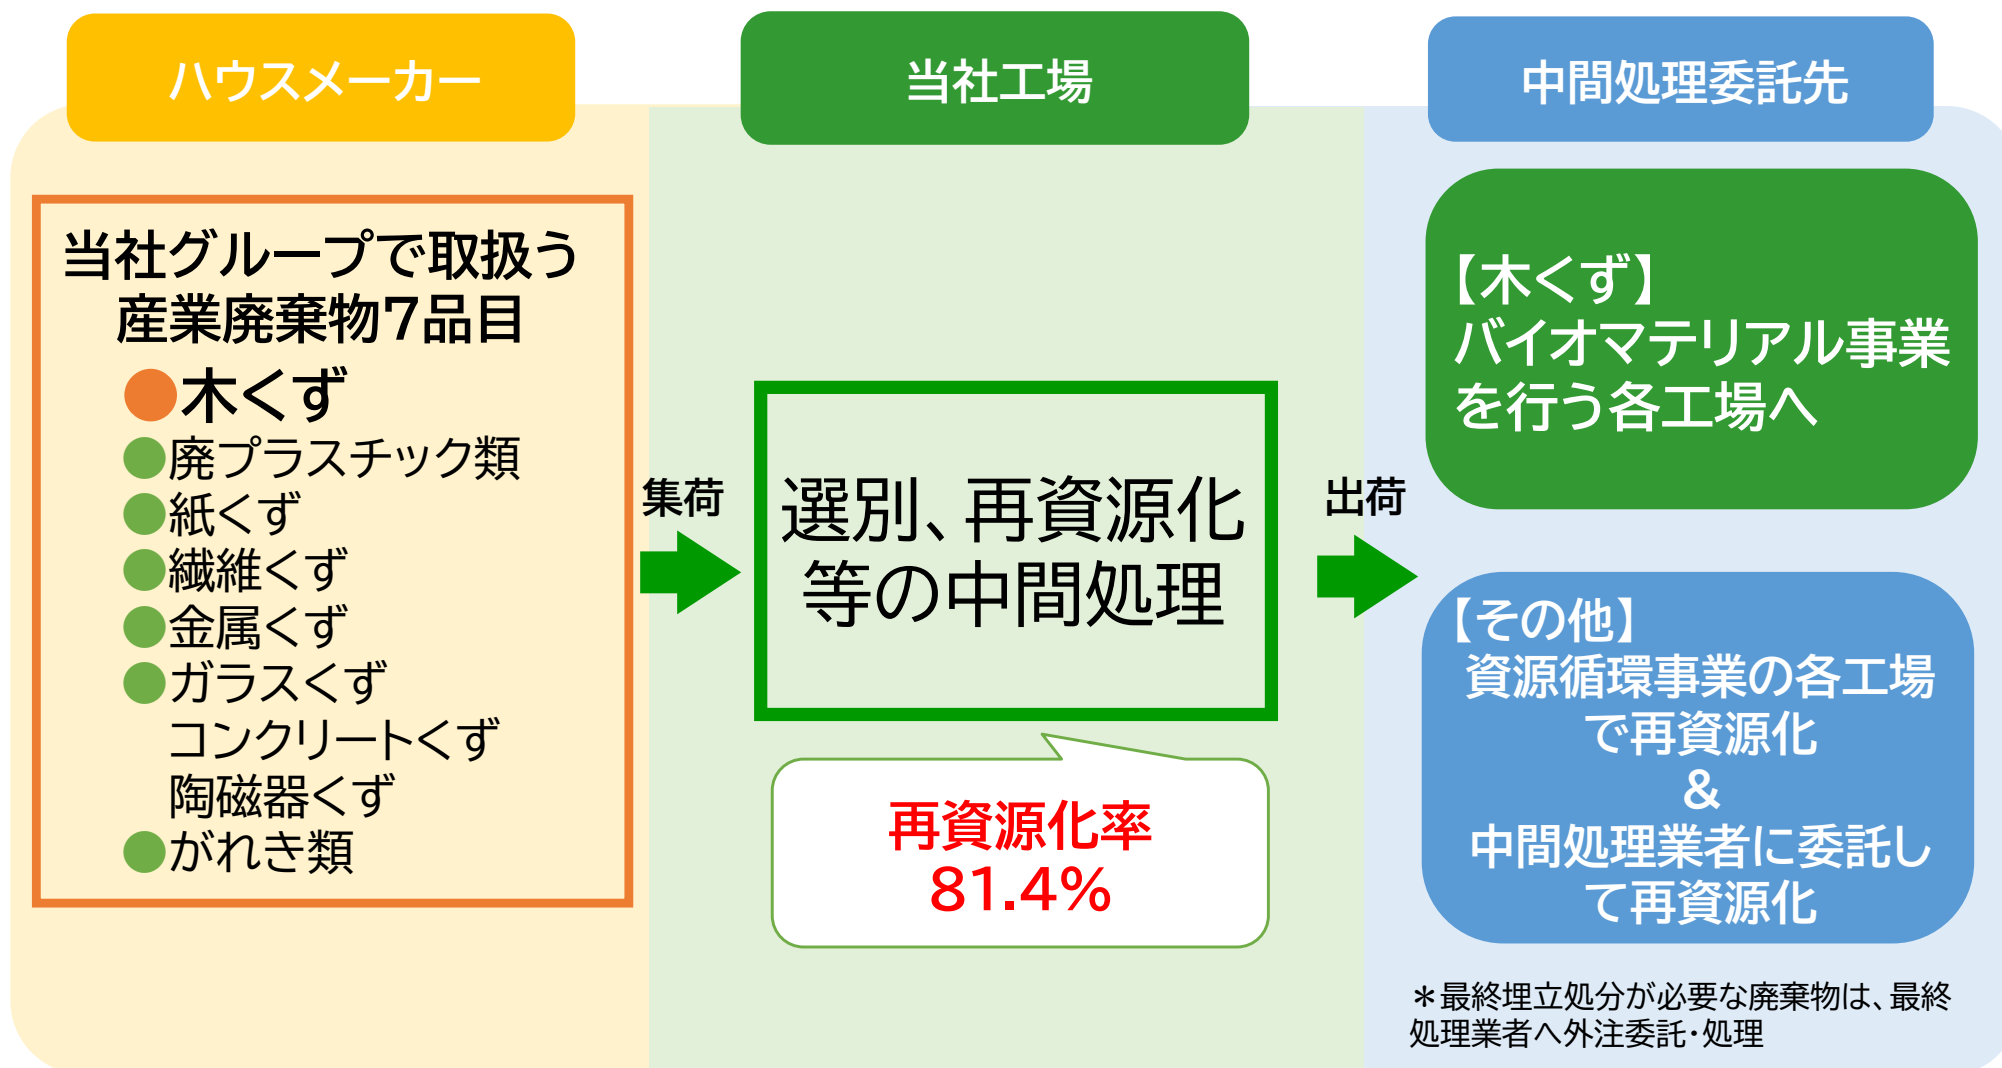 ハウスメーカー
当社グループで取扱う
産業廃棄物7品目
●木くず
●廃プラスチック類
●紙くず
●繊維くず
●金属くず
●ガラスくず
コンクリートくず
陶磁器くず
●がれき類
集荷
当社工場
選別、再資源化
等の中間処理
再資源化率
81.4%
出荷
中間処理委託先
【木くず】
バイオマテリアル事業
を行う各工場へ
【その他】
資源循環事業の各工場
で再資源化
&
中間処理業者に委託し
て再資源化
＊最終埋立処分が必要な廃棄物は、最終
処理業者へ外注委託・処理